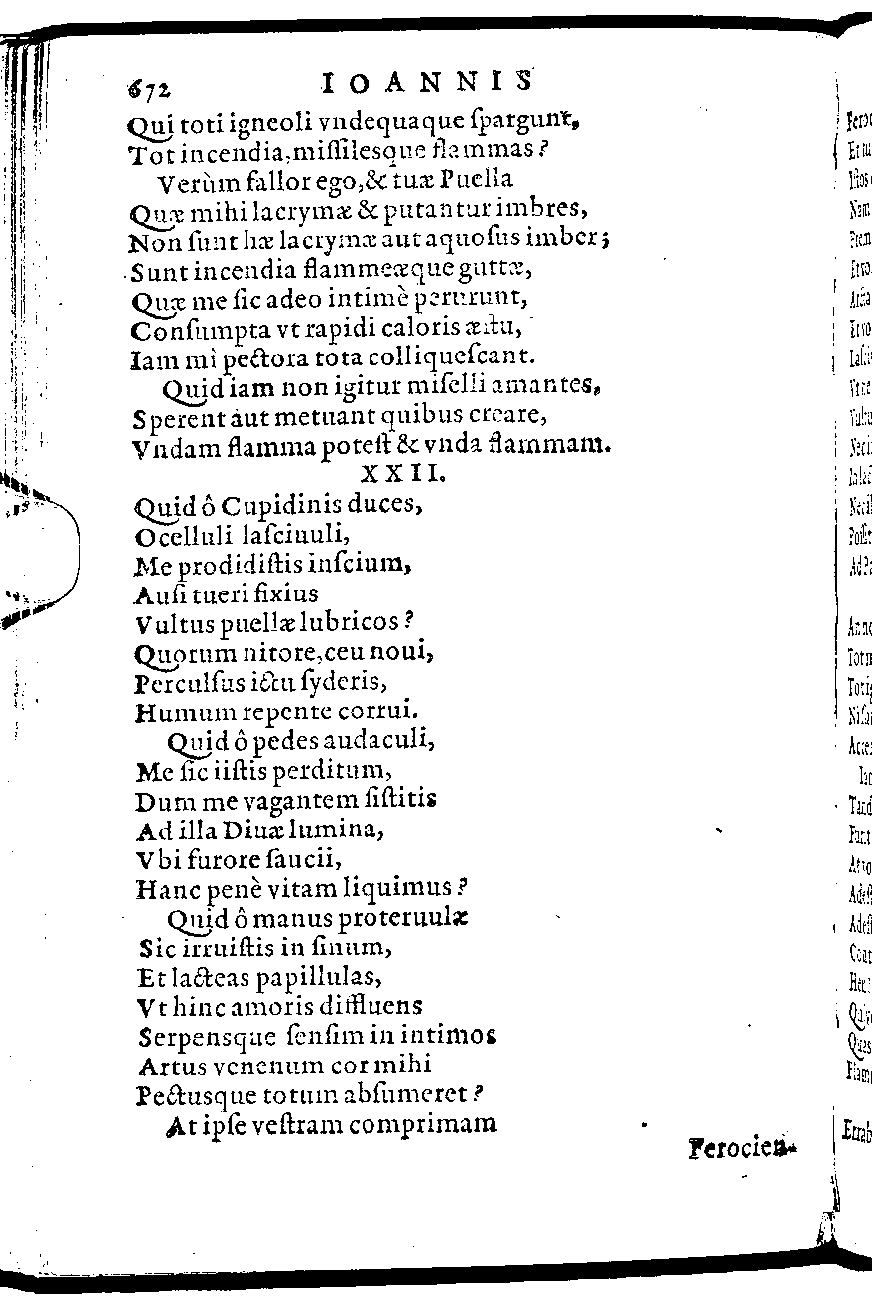 672 IOANNIS
Qui toti igneoli vndequaque ſpargunt,
Tot incendia, miſſilesque flammas?
Verùm fallor ego, & tuæ Puella
Quæ mihi lacrymæ & putantur imbres,
Non ſunt hæ lacrymæ aut aquoſus imber;
Sunt incendia flammeæque guttæ,
Quæ me ſic adeo intimè perurunt,
Conſumpta vt rapidi caloris æſtu,
Iam mì pectora tota colliqueſcant.
Quid iam non igitur miſelli amantes,
Sperent aut metuant quibus creare,
Vndam flamma poteſt & vnda flammam.
XXII.
Quid ô Cupidinis duces,
Ocelluli laſciuuli,
Me prodidiſtis inſcium,
Auſi tueri fixius
Vultus puellæ lubricos?
Quorum nitore, ceu noui,
Perculſus ictu ſyderis,
Humum repente corrui.
Quid ô pedes audaculi,
Me ſic iiſtis perditum,
Dum me vagantem ſiſtitis
Ad illa Diuæ lumina,
Vbi furore ſaucii,
Hanc penè vitam liquimus?
Quid ô manus proteruulæ
Sic irruiſtis in ſinum,
Et lacteas papillulas,
Vt hinc amoris diffluens
Serpensque ſenſim in intimos
Artus venenum cor mihi
Pectusque totum abſumeret?
At ipſe veſtram comprimam
Ferocien-